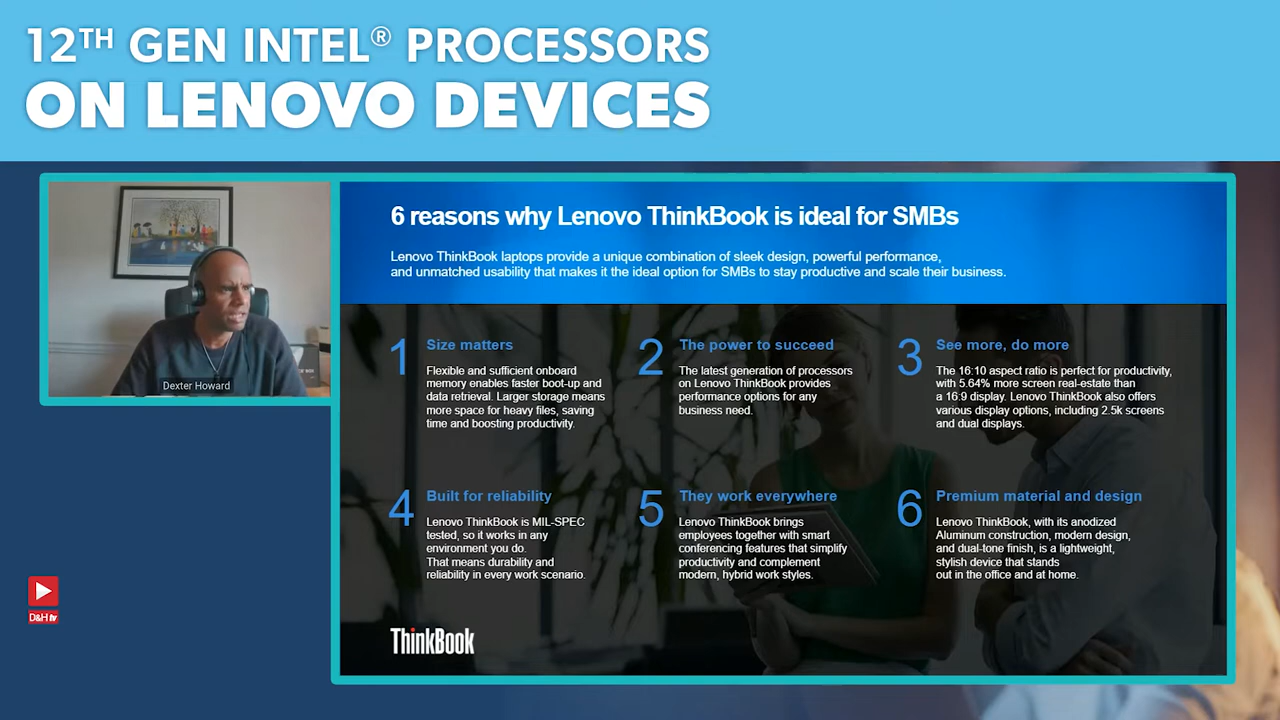 12TH GEN INTEL® PROCESSORS
ON LENOVO DEVICES
Dexter Howard
6 reasons why Lenovo ThinkBook is ideal for SMBs
Lenovo ThinkBook laptops provide a unique combination of sleek design, powerful performance,
and unmatched usability that makes it the ideal option for SMBs to stay productive and scale their business.
1
Size matters
Flexible and sufficient onboard
memory enables faster boot-up and
data retrieval. Larger storage means
more space for heavy files, saving
time and boosting productivity.
2
The power to succeed
The latest generation of processors
on Lenovo ThinkBook provides
performance options for any
business need.
3
See more, do more
The 16:10 aspect ratio is perfect for productivity,
with 5.64% more screen real-estate than
a 16:9 display. Lenovo ThinkBook also offers
various display options, including 2.5k screens
and dual displays.
4
Built for reliability
Lenovo ThinkBook is MIL-SPEC
tested, so it works in any
environment you do.
That means durability and
reliability in every work scenario.
5
They work everywhere
Lenovo ThinkBook brings
employees together with smart
conferencing features that simplify
productivity and complement
modern, hybrid work styles.
6
Premium material and design
Lenovo ThinkBook, with its anodized
Aluminum construction, modern design,
and dual-tone finish, is a lightweight,
stylish device that stands
out in the office and at home.
D&H tv
ThinkBook